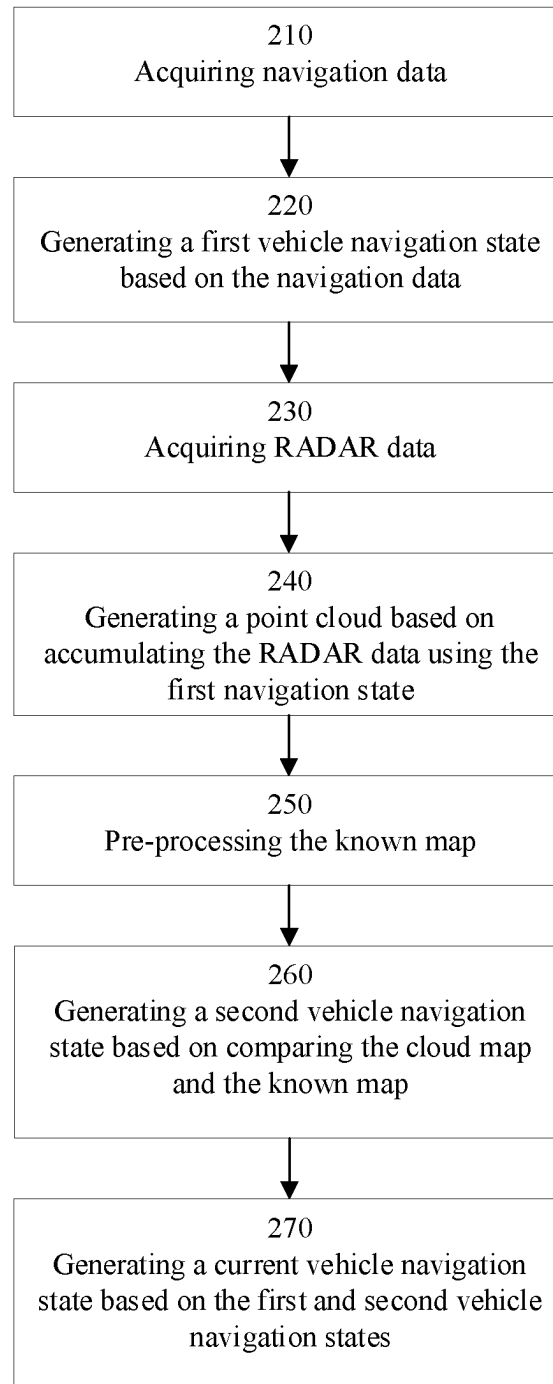 210
Acquiring navigation data
220
Generating a first vehicle navigation state
based on the navigation data
230
Acquiring RADAR data
240
Generating a point cloud based on
accumulating the RADAR data using the
first navigation state
250
Pre-processing the known map
260
Generating a second vehicle navigation
state based on comparing the cloud map
and the known map
270
Generating a current vehicle navigation
state based on the first and second vehicle
navigation states